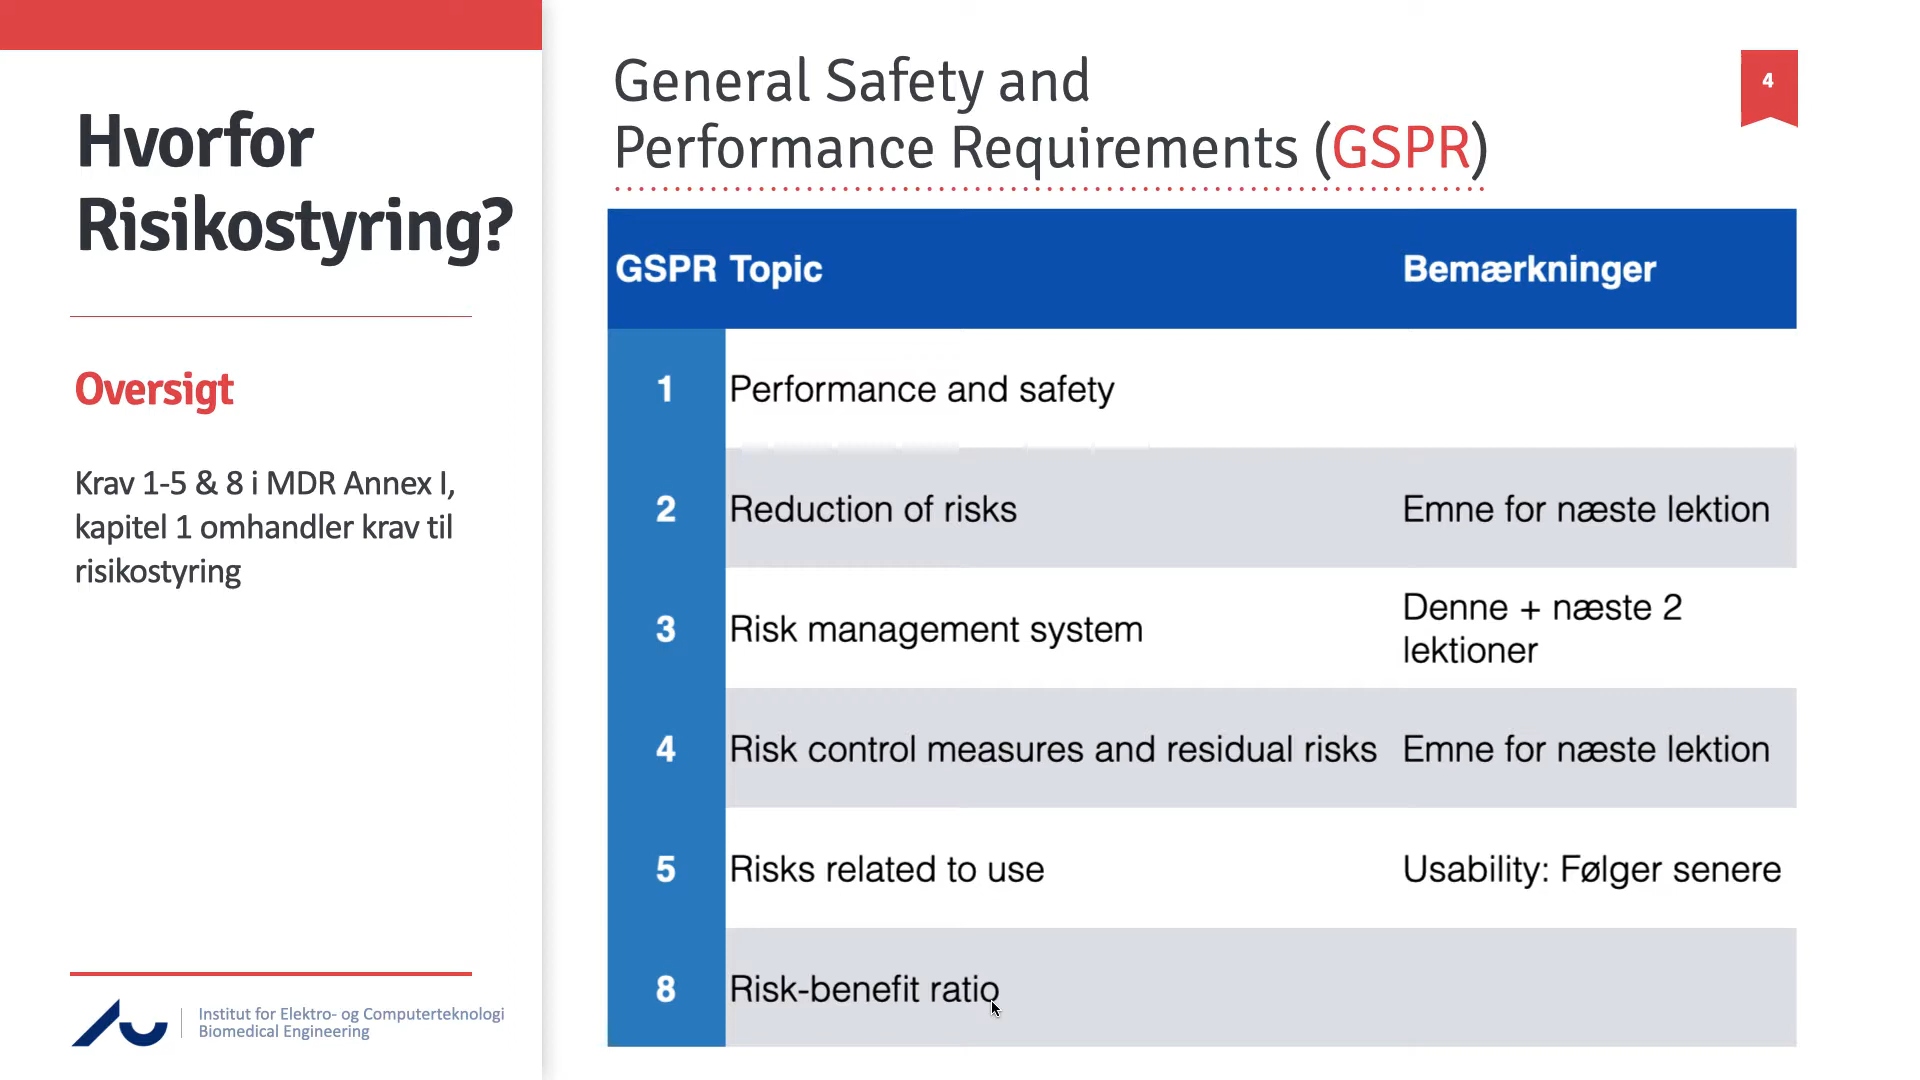 Hvorfor
Risikostyring?
Oversigt
Krav 1-5 & 8 i MDR Annex I,
kapitel 1 omhandler krav til
risikostyring
Institut for Elektro- og Computerteknologi
Biomedical Engineering
General Safety and
Performance Requirements (GSPR)
4
GSPR Topic Bemærkninger
1 Performance and safety
2 Reduction of risks Emne for næste lektion
3 Risk management system Denne + næste 2
lektioner
4 Risk control measures and residual risks Emne for næste lektion
5 Risks related to use Usability: Følger senere
8 Risk-benefit ratio